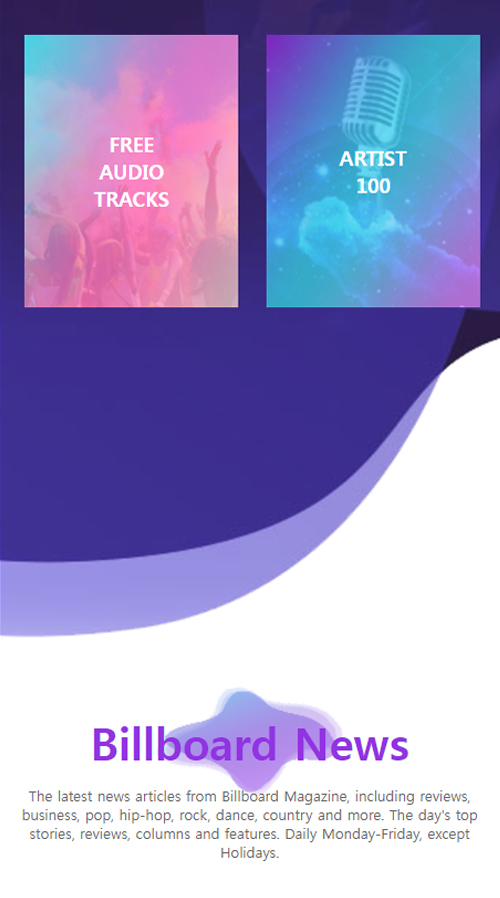 FREE
AUDIO
TRACKS
ARTIST
100
Billboard News
The latest news articles from Billboard Magazine, including reviews,
business, pop, hip-hop, rock, dance, country and more. The day's top
stories, reviews, columns and features. Daily Monday-Friday, except
Holidays.